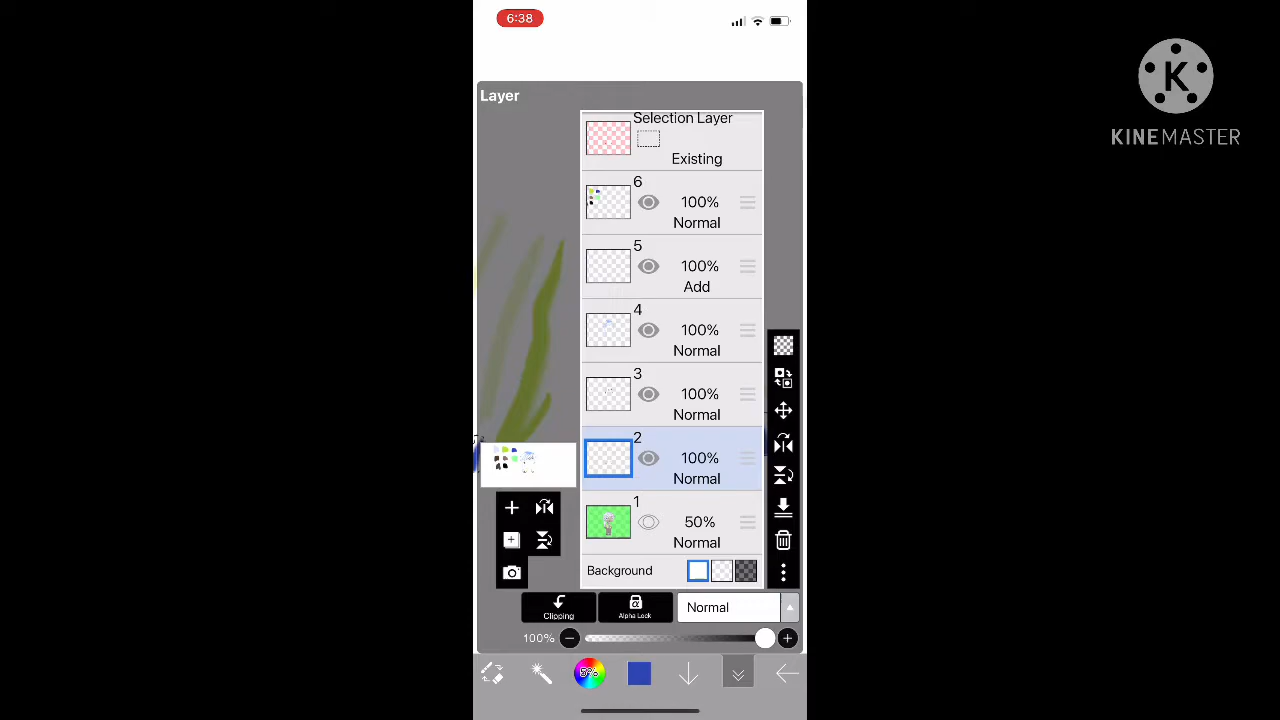 6:38
K
KINEMASTER
Layer
Selection Layer
Existing
6
100%
Normal
5
100%
Add
4
100%
Normal
3
100%
Normal
2
100%
Normal
1
50%
Normal
Background
Clipping
α
Alpha Lock
Normal
100%